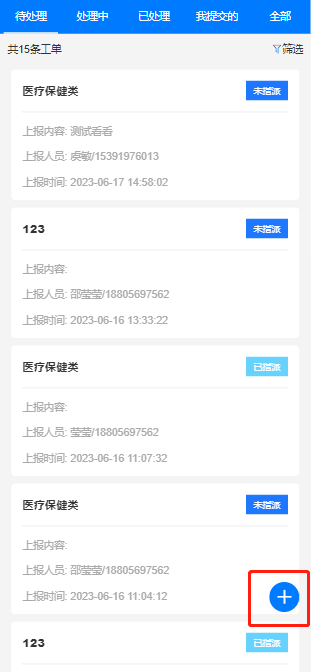 待处理 处理中 已处理 我提交的 全部
共15条工单 筛选
医疗保健类 未指派
上报内容: 测试看看
上报人员: 虞敏/15391976013
上报时间: 2023-06-17 14:58:02
123 未指派
上报内容:
上报人员: 邵莹莹/18805697562
上报时间: 2023-06-16 13:33:22
医疗保健类 已指派
上报内容:
上报人员: 莹莹/18805697562
上报时间: 2023-06-16 11:07:32
医疗保健类 未指派
上报内容:
上报人员: 邵莹莹/18805697562
上报时间: 2023-06-16 11:04:12
123 已指派